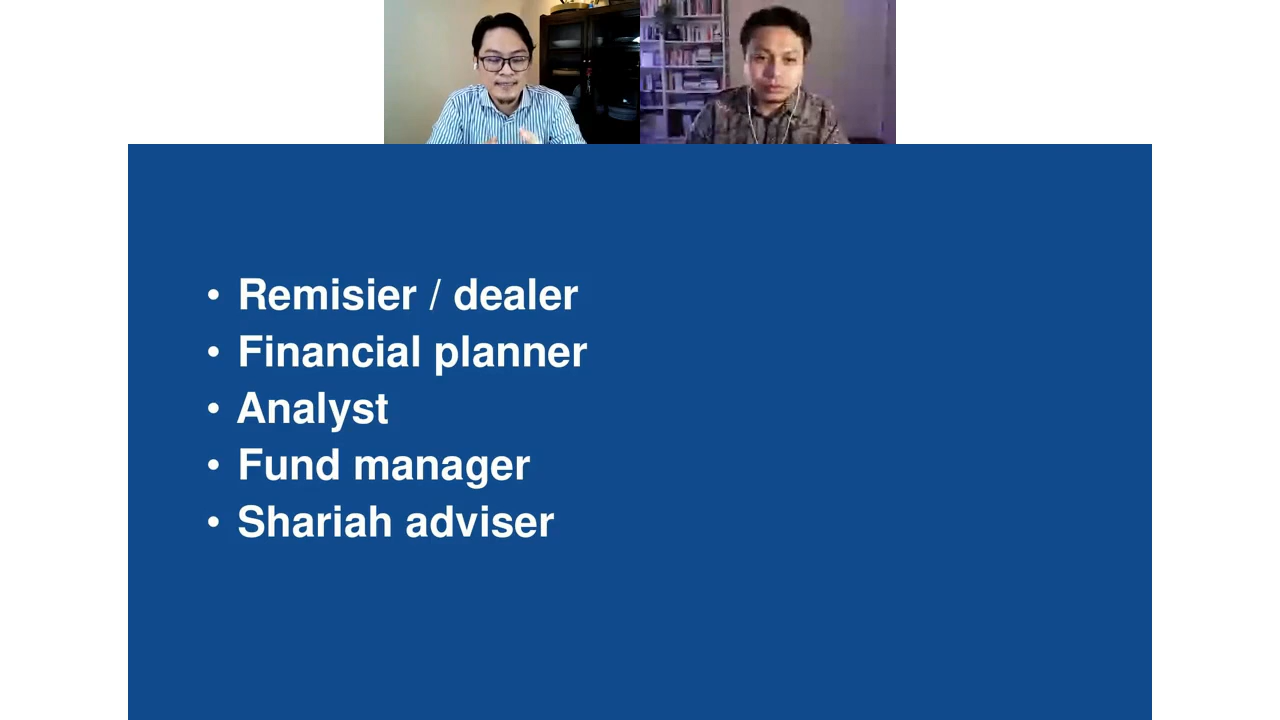 • Remisier / dealer
• Financial planner
• Analyst
• Fund manager
• Shariah adviser